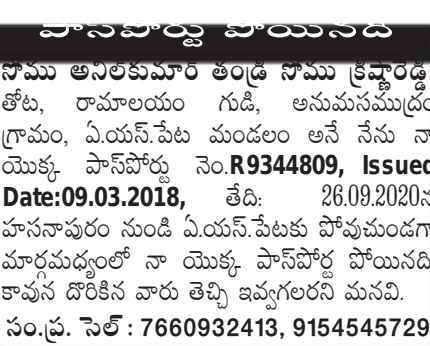 పాస్‌పోర్టు పోయినది
సోము అనిల్‌కుమార్ తండ్రి సోము క్రిష్ణారెడ్డి,
తోట, రామాలయం గుడి, అనుమసముద్రం
గ్రామం, ఏ.యస్.పేట మండలం అనే నేను నా
యొక్క పాస్‌పోర్టు నెం.R9344809, Issued
Date:09.03.2018, తేది: 26.09.2020న
హసనాపురం నుండి ఏ.యస్.పేటకు పోవుచుండగా
మార్గమధ్యంలో నా యొక్క పాస్‌పోర్ట పోయినది
కావున దొరికిన వారు తెచ్చి ఇవ్వగలరని మనవి.
సం.ప్ర. సెల్ : 7660932413, 9154545729